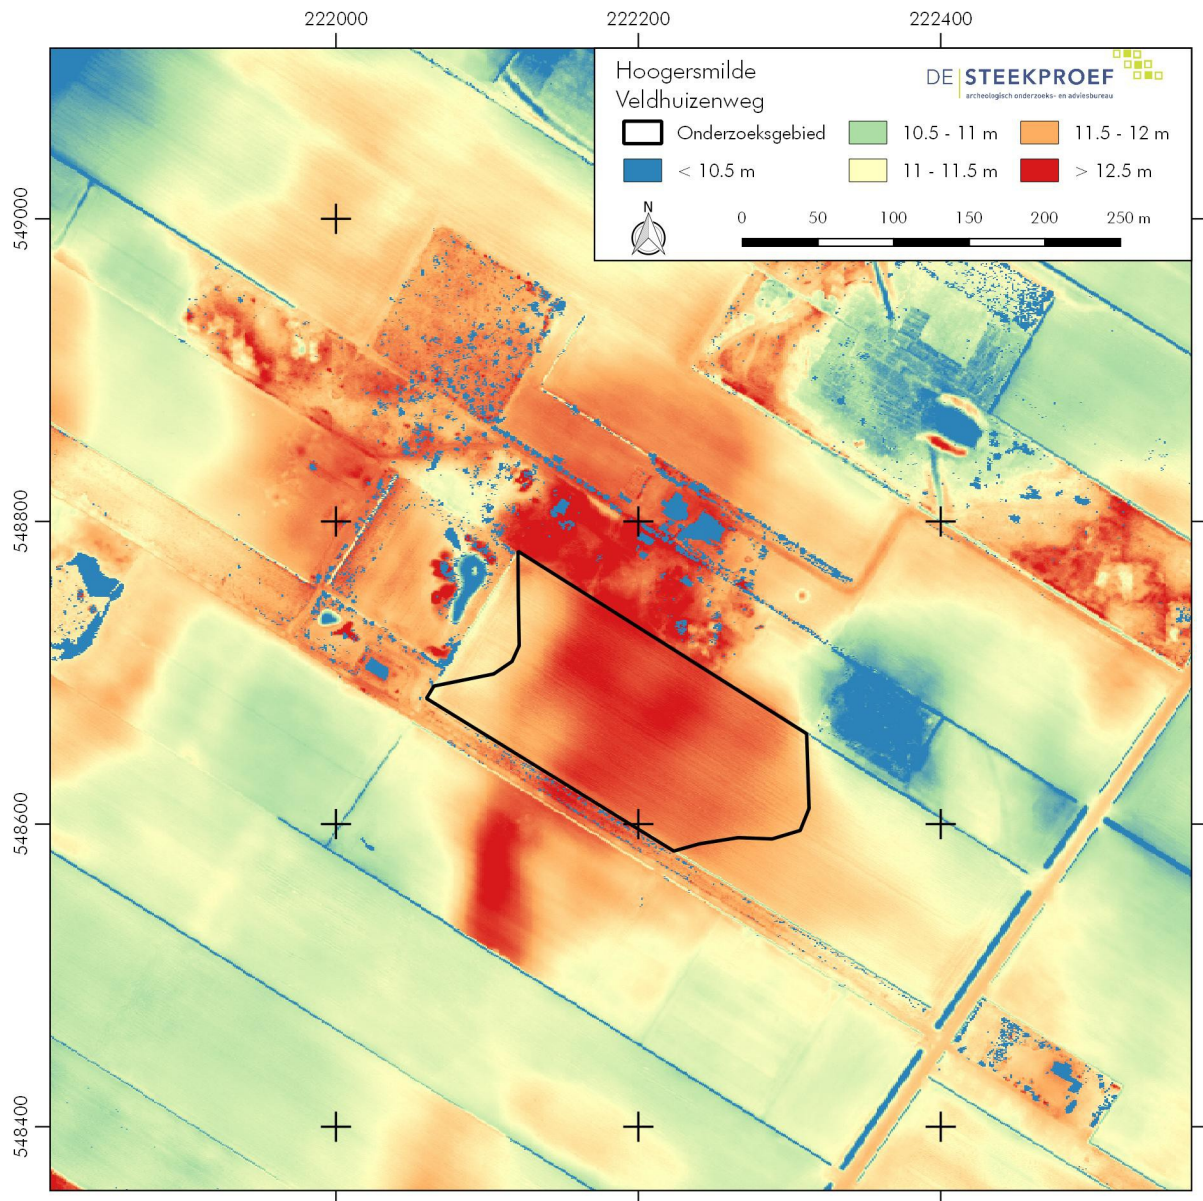 222000 222200 222400
Hoogersmilde
Veldhuizenweg
DE STEEKPROEF
archeologisch onderzoeks- en adviesbureau
Onderzoeksgebied
10.5 - 11 m
11.5 - 12 m
< 10.5 m
11 - 11.5 m
> 12.5 m
N
0 50 100 150 200 250 m
549000
548800
548600
548400